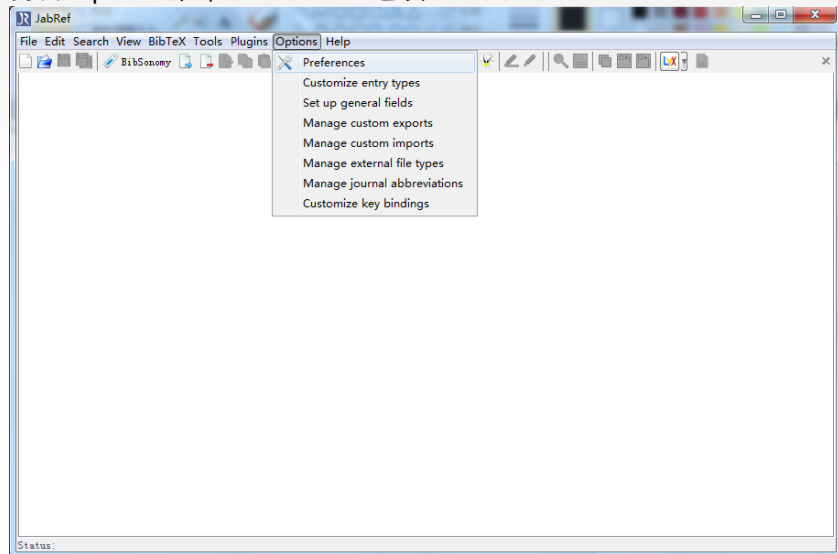 JabRef
File Edit Search View BibTeX Tools Plugins Options Help
BibSonomy
Preferences
Customize entry types
Set up general fields
Manage custom exports
Manage custom imports
Manage external file types
Manage journal abbreviations
Customize key bindings
Status: